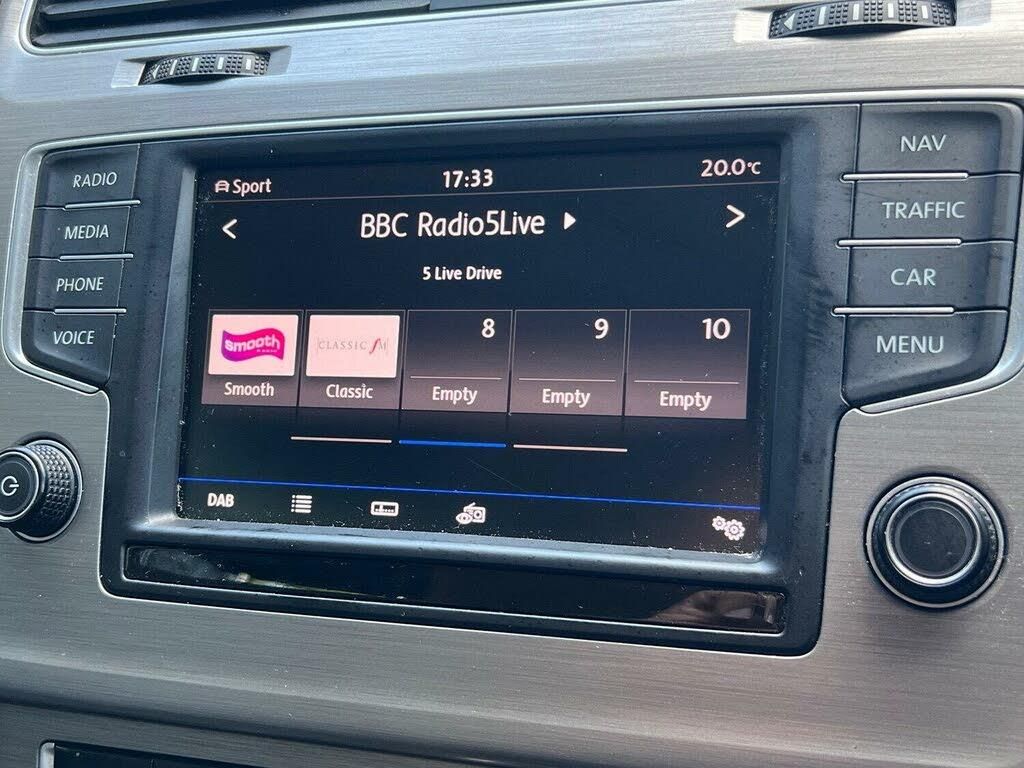 RADIO
MEDIA
PHONE
VOICE
Sport
17:33
20.0°C
BBC Radio5Live
5 Live Drive
smooth
Smooth
CLASSIC fM
Classic
8
Empty
9
Empty
10
Empty
DAB
NAV
TRAFFIC
CAR
MENU